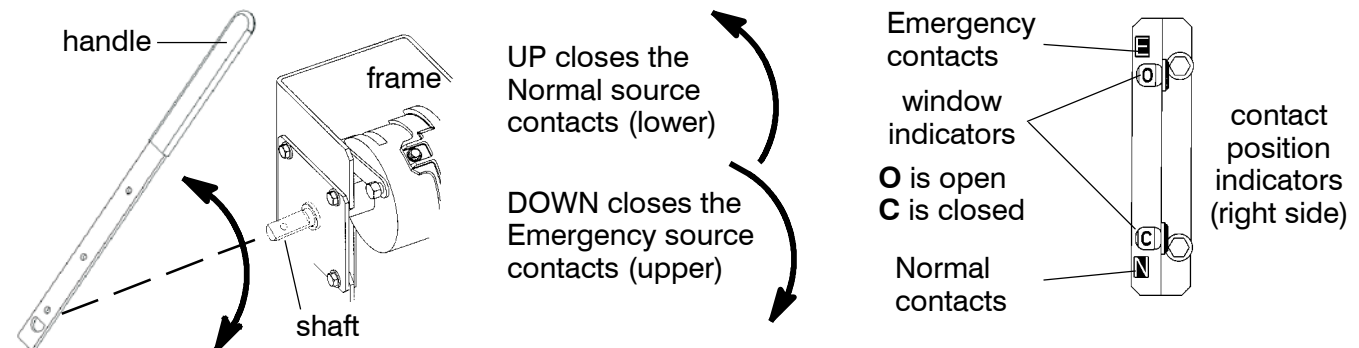 handle
frame
shaft
UP closes the
Normal source
contacts (lower)
DOWN closes the
Emergency source
contacts (upper)
Emergency
contacts
window
indicators
O is open
C is closed
Normal
contacts
E
O
C
N
contact
position
indicators
(right side)